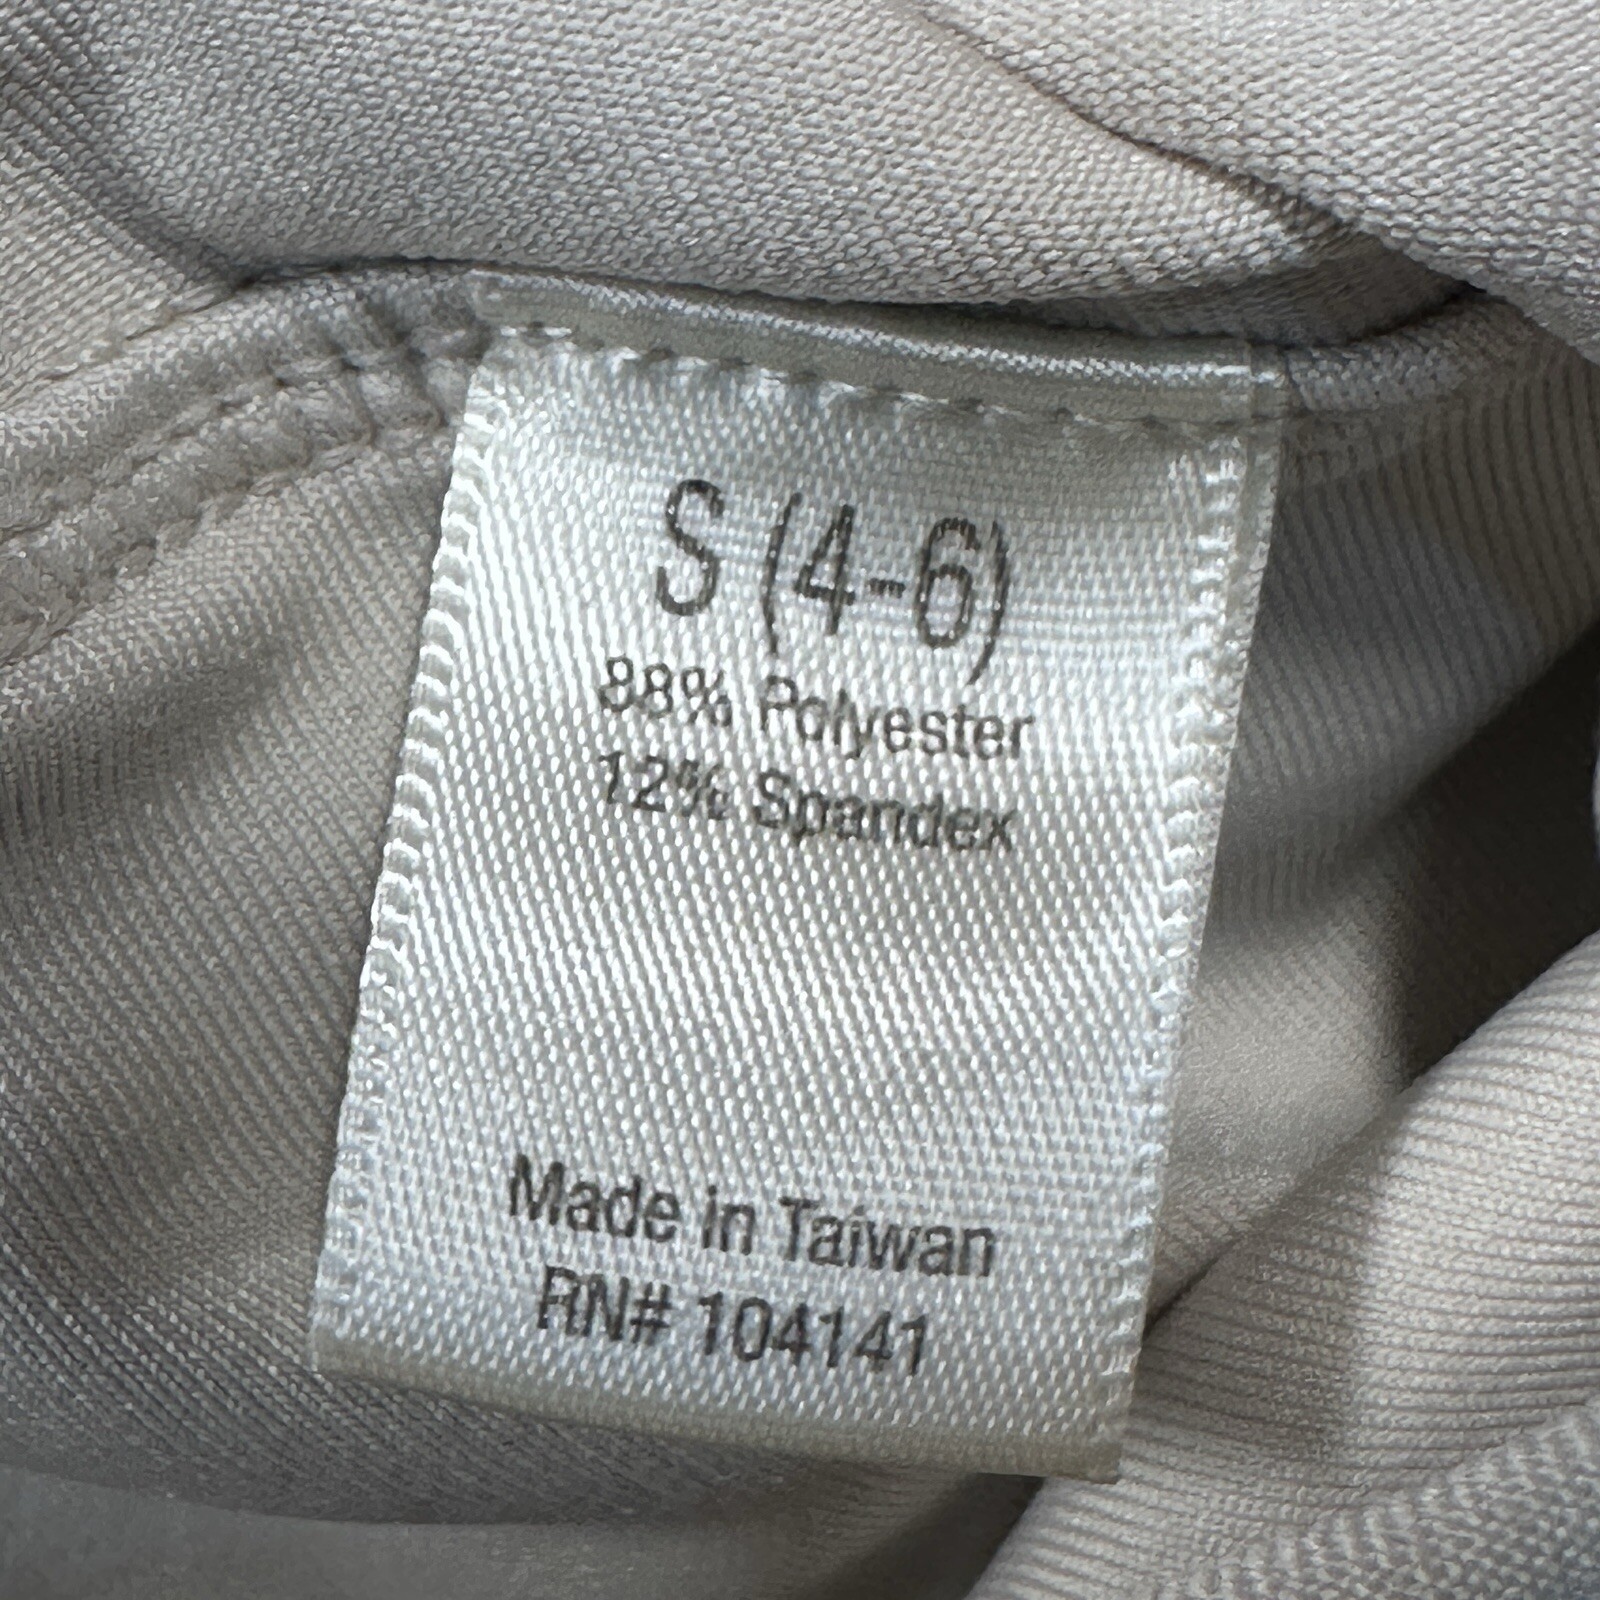 S (4-6)
88% Polyester
12% Spandex
Made in Taiwan
RN# 104141